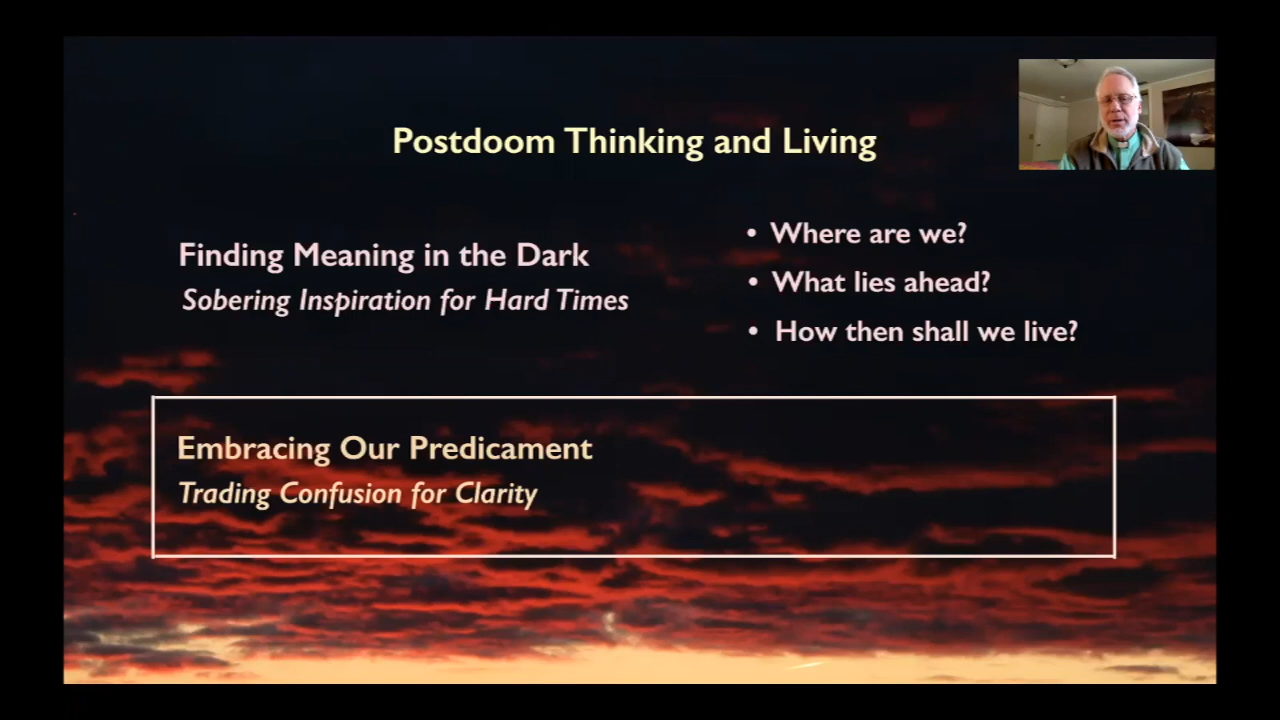 Postdoom Thinking and Living
Finding Meaning in the Dark
Sobering Inspiration for Hard Times
• Where are we?
• What lies ahead?
• How then shall we live?
Embracing Our Predicament
Trading Confusion for Clarity